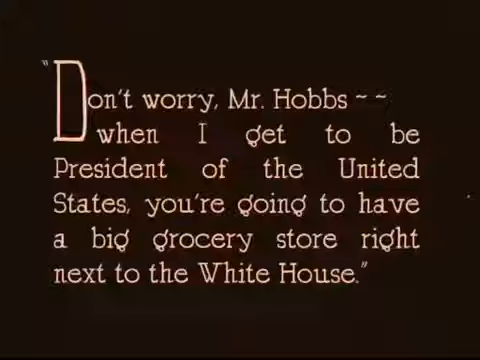 "Don't worry, Mr. Hobbs ~ ~
when I get to be
President of the United
States, you're going to have
a big grocery store right
next to the White House."